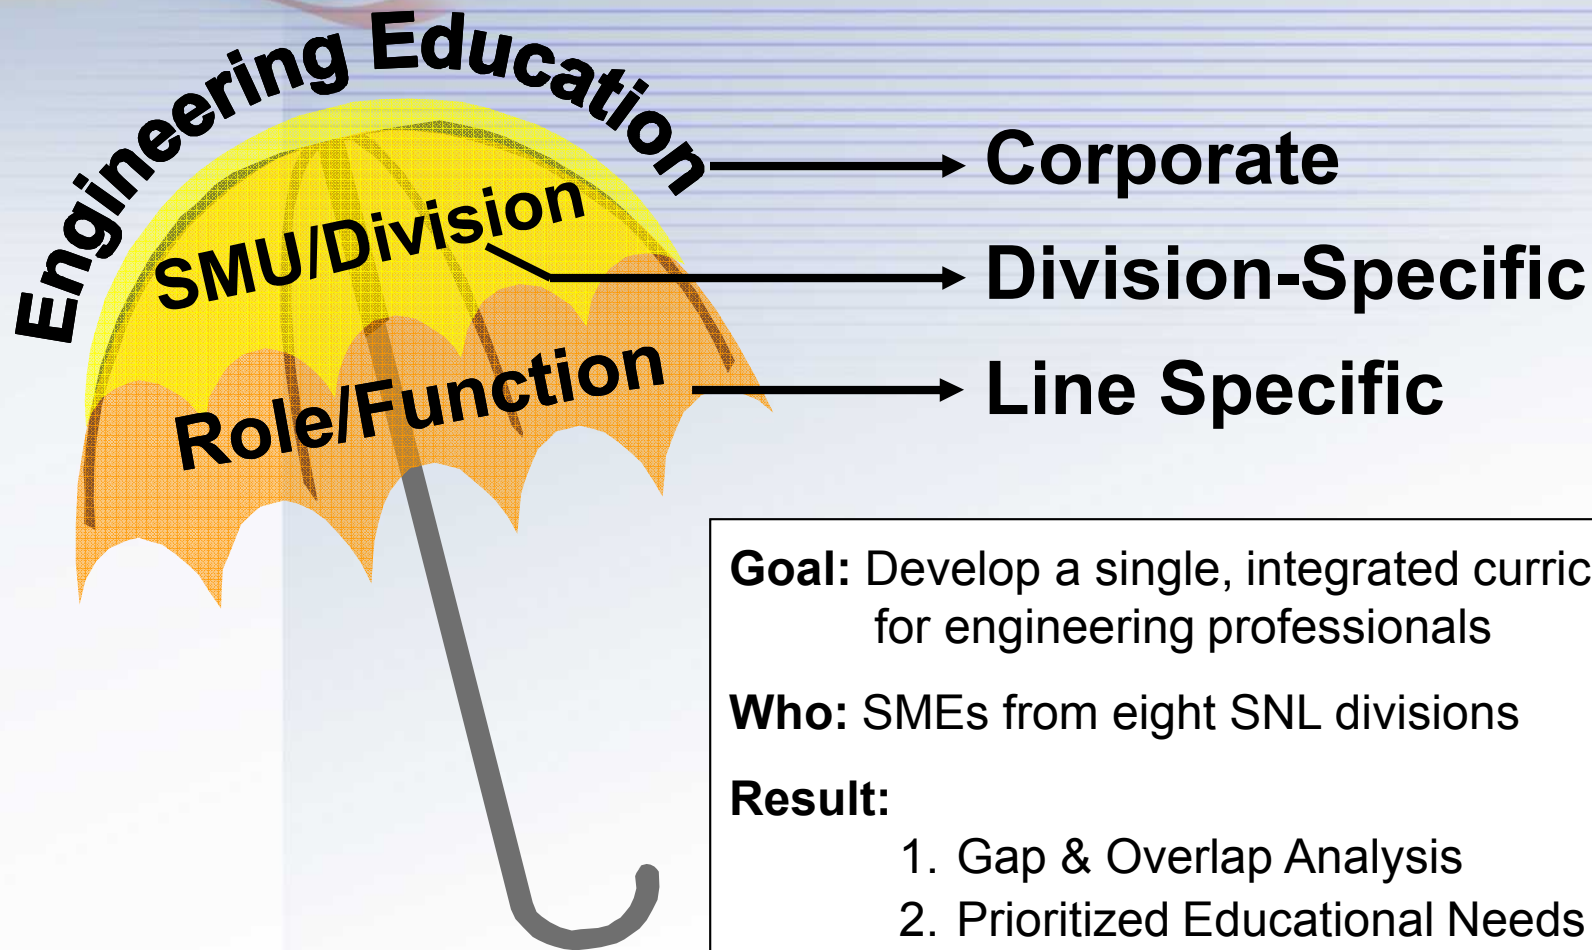 Engineering Education
SMU/Division
Role/Function
Corporate
Division-Specific
Line Specific
Goal: Develop a single, integrated curric
for engineering professionals
Who: SMEs from eight SNL divisions
Result:
1. Gap & Overlap Analysis
2. Prioritized Educational Needs